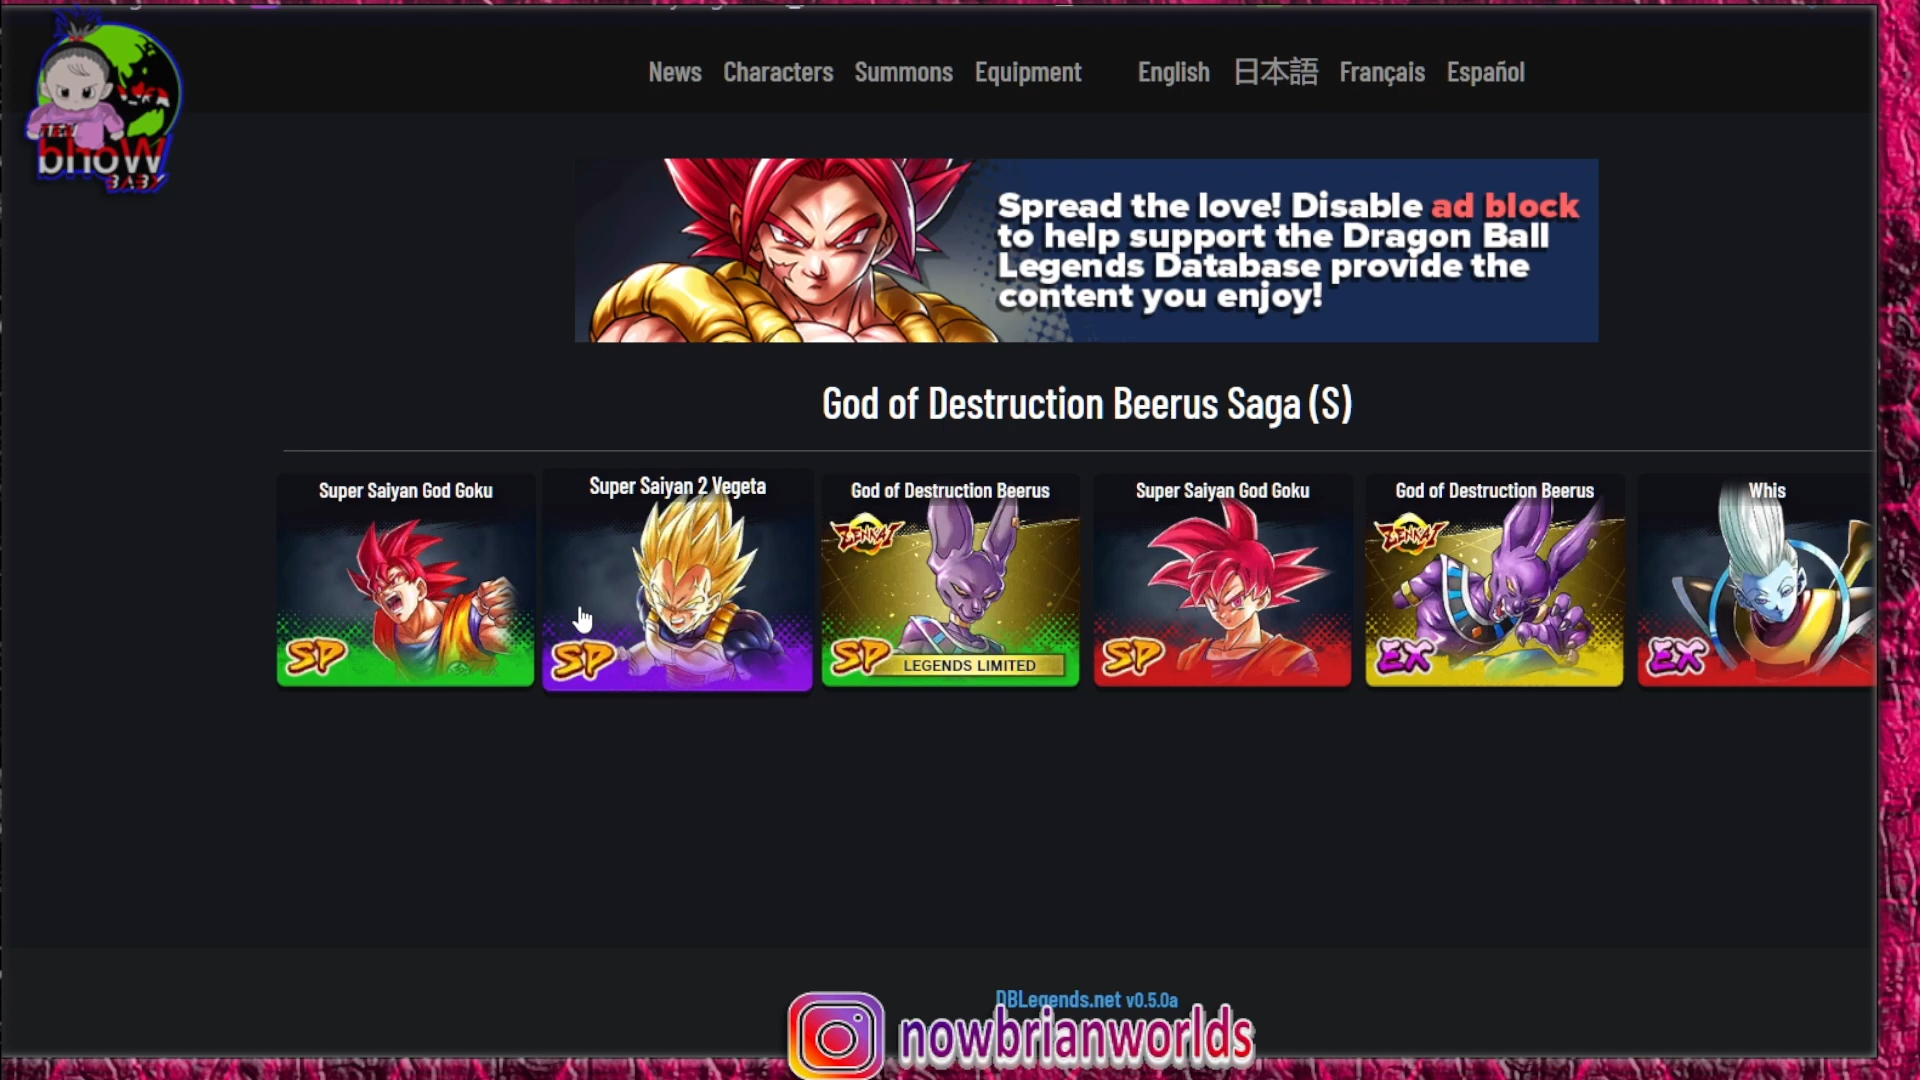 News Characters Summons Equipment English 日本語 Français Español
Spread the love! Disable ad block
to help support the Dragon Ball
Legends Database provide the
content you enjoy!
God of Destruction Beerus Saga (S)
Super Saiyan God Goku
SP
Super Saiyan 2 Vegeta
SP
God of Destruction Beerus
ZENKAI
SP LEGENDS LIMITED
Super Saiyan God Goku
SP
God of Destruction Beerus
ZENKAI
EX
Whis
EX
DBLegends.net v0.5.0a
nowbrianworlds
BABY